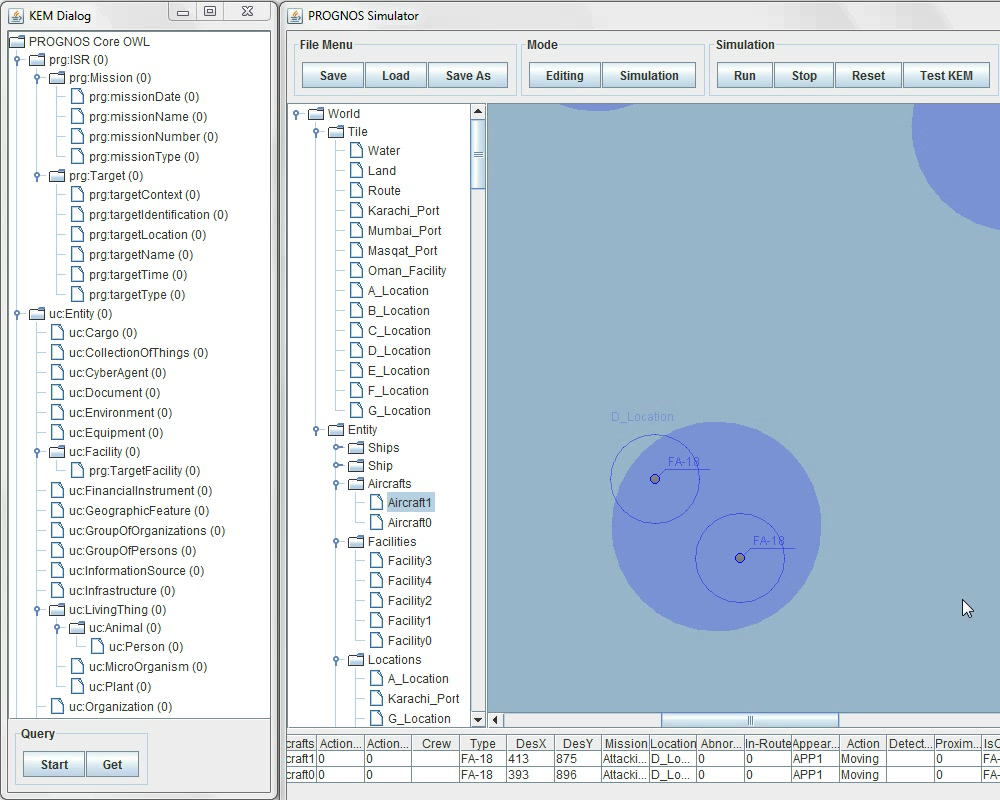 KEM Dialog
PROGNOS Core OWL
prg:ISR (0)
prg:Mission (0)
prg:missionDate (0)
prg:missionName (0)
prg:missionNumber (0)
prg:missionType (0)
prg:Target (0)
prg:targetContext (0)
prg:targetIdentification (0)
prg:targetLocation (0)
prg:targetName (0)
prg:targetTime (0)
prg:targetType (0)
uc:Entity (0)
uc:Cargo (0)
uc:CollectionOfThings (0)
uc:CyberAgent (0)
uc:Document (0)
uc:Environment (0)
uc:Equipment (0)
uc:Facility (0)
prg:TargetFacility (0)
uc:FinancialInstrument (0)
uc:GeographicFeature (0)
uc:GroupOfOrganizations (0)
uc:GroupOfPersons (0)
uc:InformationSource (0)
uc:Infrastructure (0)
uc:LivingThing (0)
uc:Animal (0)
uc:Person (0)
uc:MicroOrganism (0)
uc:Plant (0)
uc:Organization (0)
Query
Start Get
PROGNOS Simulator
File Menu Mode Simulation
Save Load Save As Editing Simulation Run Stop Reset Test KEM
World
Tile
Water
Land
Route
Karachi_Port
Mumbai_Port
Masqat_Port
Oman_Facility
A_Location
B_Location
C_Location
D_Location
E_Location
F_Location
G_Location
Entity
Ships
Ship
Aircrafts
Aircraft1
Aircraft0
Facilities
Facility3
Facility4
Facility2
Facility1
Facility0
Locations
A_Location
Karachi_Port
G_Location
D_Location
FA-18
FA-18
crafts Action... Action... Crew Type DesX DesY Mission Location Abnor... In-Route Appear... Action Detect... Proxim... IsC
craft1 0 0 FA-18 413 875 Attacki... D_Lo... 0 0 APP1 Moving 0 FA-
craft0 0 0 FA-18 393 896 Attacki... D_Lo... 0 0 APP1 Moving 0 FA-